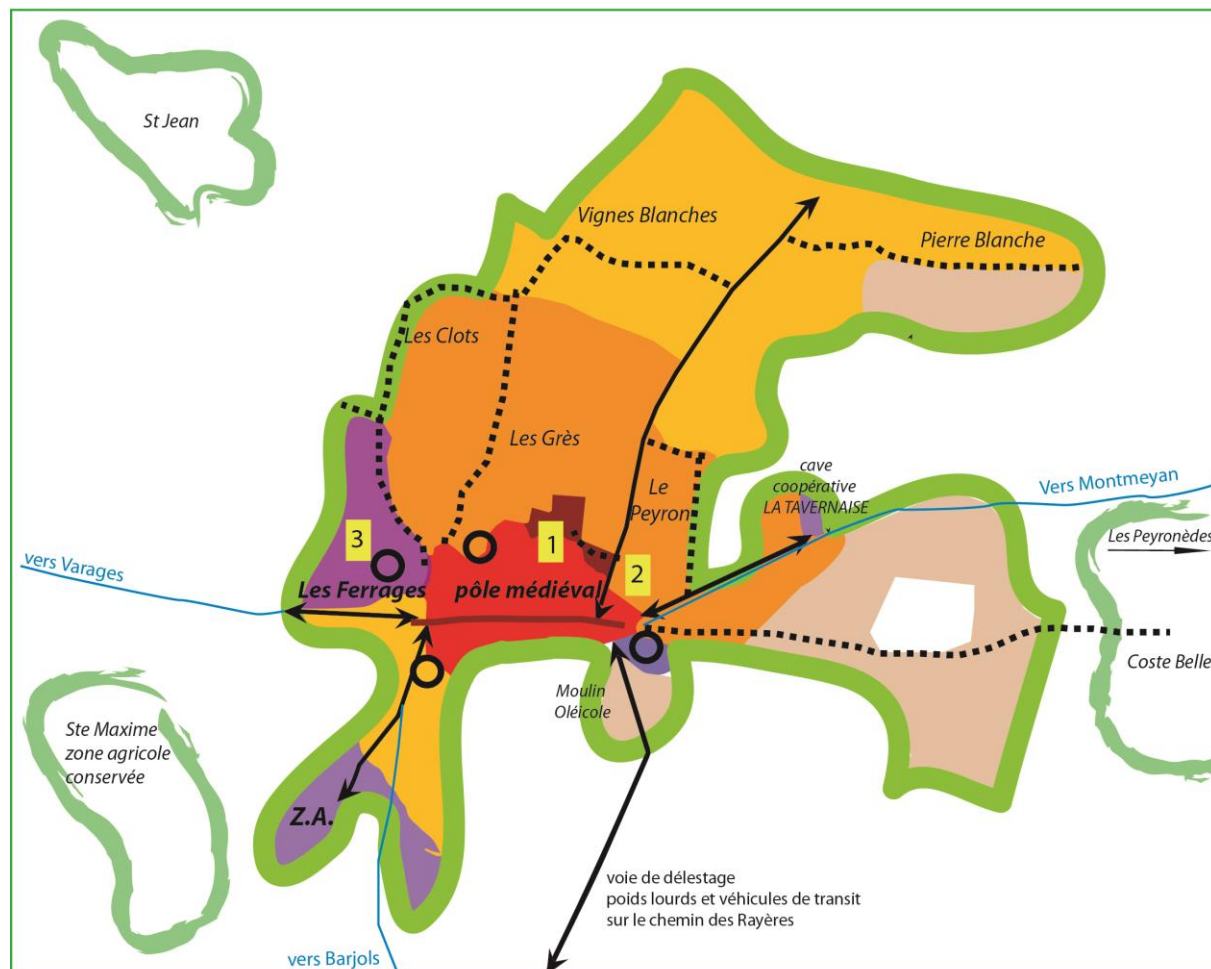 St Jean
Vignes Blanches
Pierre Blanche
Les Clots
Les Grès
Le
Peyron
cave
coopérative
LA TAVERNAISE
Vers Montmeyan
Les Peyronèdes
1
2
3
vers Varages
Les Ferrages
pôle médiéval
Coste Belle
Moulin
Oléicole
Ste Maxime
zone agricole
conservée
Z.A.
voie de délestage
poids lourds et véhicules de transit
sur le chemin des Rayères
vers Barjols